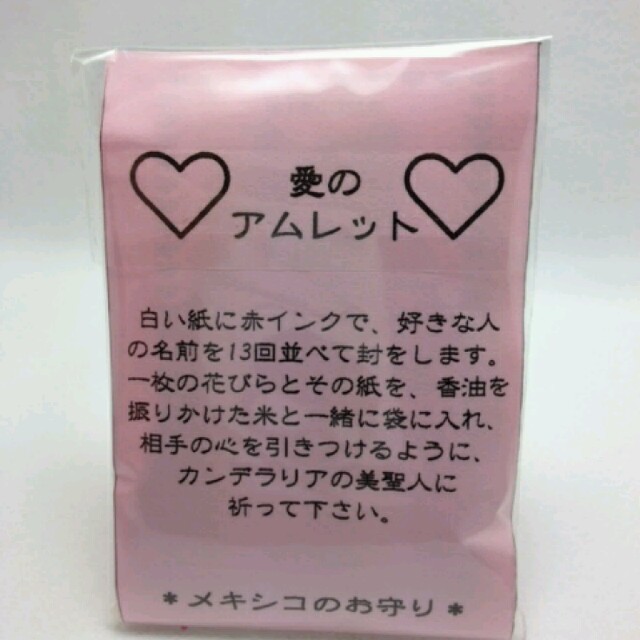 愛の
アムレット
白い紙に赤インクで、好きな人
の名前を13回並べて封をします。
一枚の花びらとその紙を、香油を
振りかけた米と一緒に袋に入れ、
相手の心を引きつけるように、
カンデラリアの美聖人に
祈って下さい。
*メキシコのお守り*